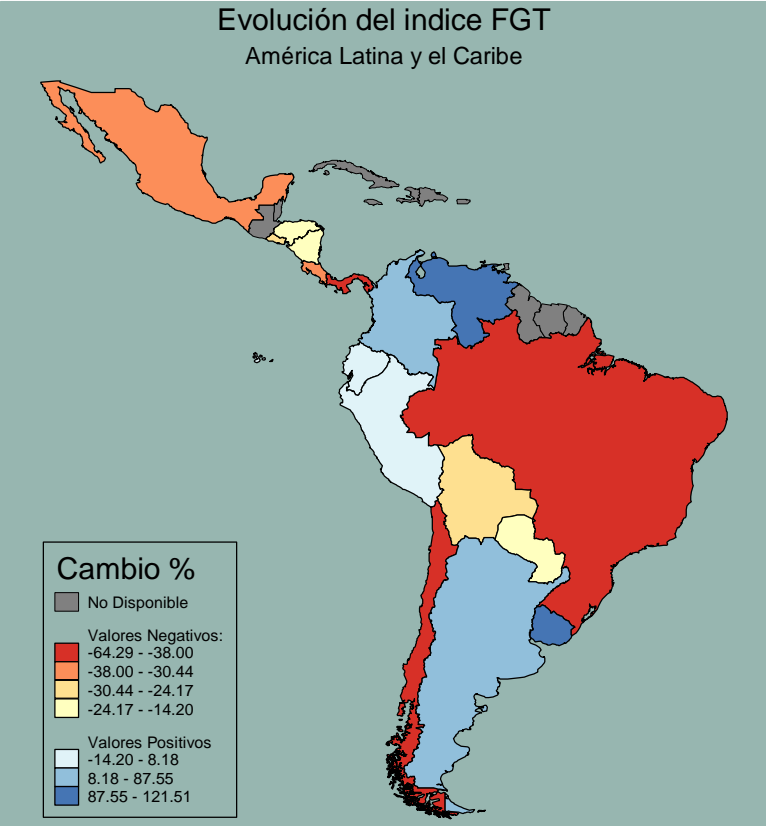 Evolución del indice FGT
América Latina y el Caribe
Cambio %
No Disponible
Valores Negativos:
-64.29 - -38.00
-38.00 - -30.44
-30.44 - -24.17
-24.17 - -14.20
Valores Positivos
-14.20 - 8.18
8.18 - 87.55
87.55 - 121.51